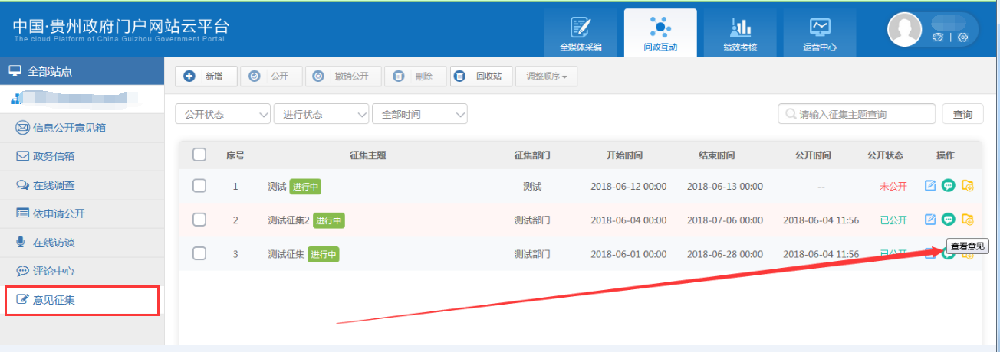 中国·贵州政府门户网站云平台
The cloud Platform of China Guizhou Government Portal
全媒体采编 问政互动 绩效考核 运营中心
全部站点
信息公开意见箱
政务信箱
在线调查
依申请公开
在线访谈
评论中心
意见征集
新增 公开 撤销公开 删除 回收站 调整顺序
公开状态 进行状态 全部时间 请输入征集主题查询 查询
序号 征集主题 征集部门 开始时间 结束时间 公开时间 公开状态 操作
1 测试 进行中 测试 2018-06-12 00:00 2018-06-13 00:00 -- 未公开
2 测试征集2 进行中 测试部门 2018-06-04 00:00 2018-07-06 00:00 2018-06-04 11:56 已公开
查看意见
3 测试征集 进行中 测试部门 2018-06-01 00:00 2018-06-28 00:00 2018-06-04 11:56 已公开